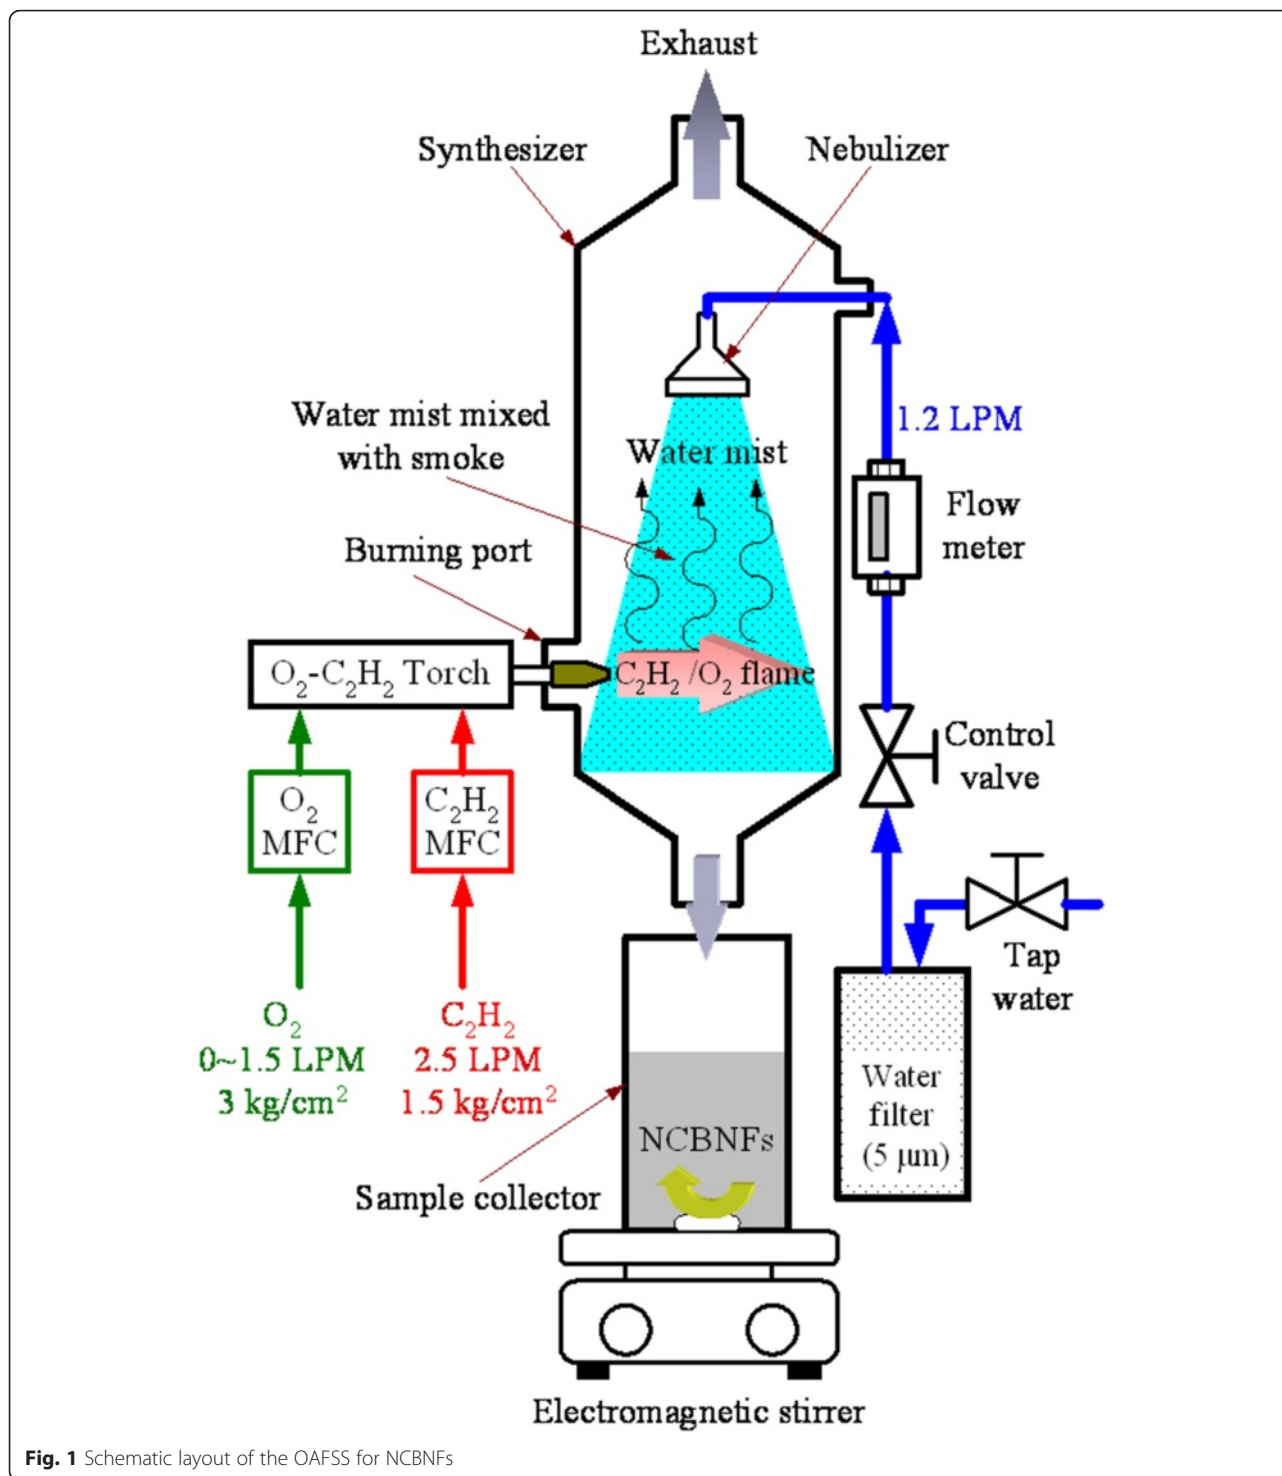 Exhaust
Synthesizer
Nebulizer
Water mist mixed
with smoke
Water mist
1.2 LPM
Flow
meter
Burning port
O₂-C₂H₂ Torch
C₂H₂ /O₂ flame
Control
valve
O₂
MFC
C₂H₂
MFC
Tap
water
O₂
0~1.5 LPM
3 kg/cm²
C₂H₂
2.5 LPM
1.5 kg/cm²
Water
filter
(5 μm)
NCBNFs
Sample collector
Electromagnetic stirrer
Fig. 1 Schematic layout of the OAFSS for NCBNFs